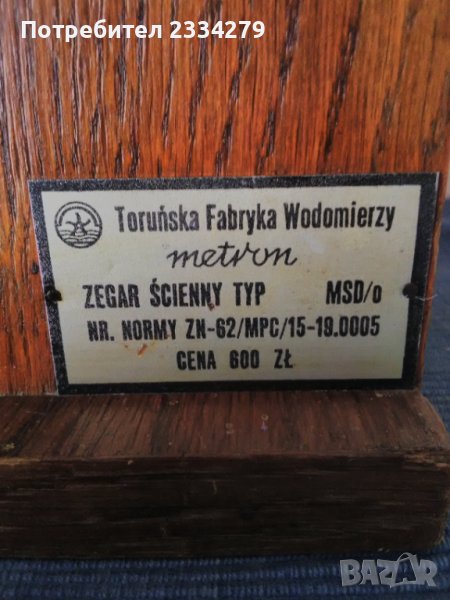 Потребител 2334279
Toruńska Fabryka Wodomierzy
metron
ZEGAR ŚCIENNY TYP MSD/o
NR. NORMY ZN-62/MPC/15-19.0005
CENA 600 ZŁ
BAZAR